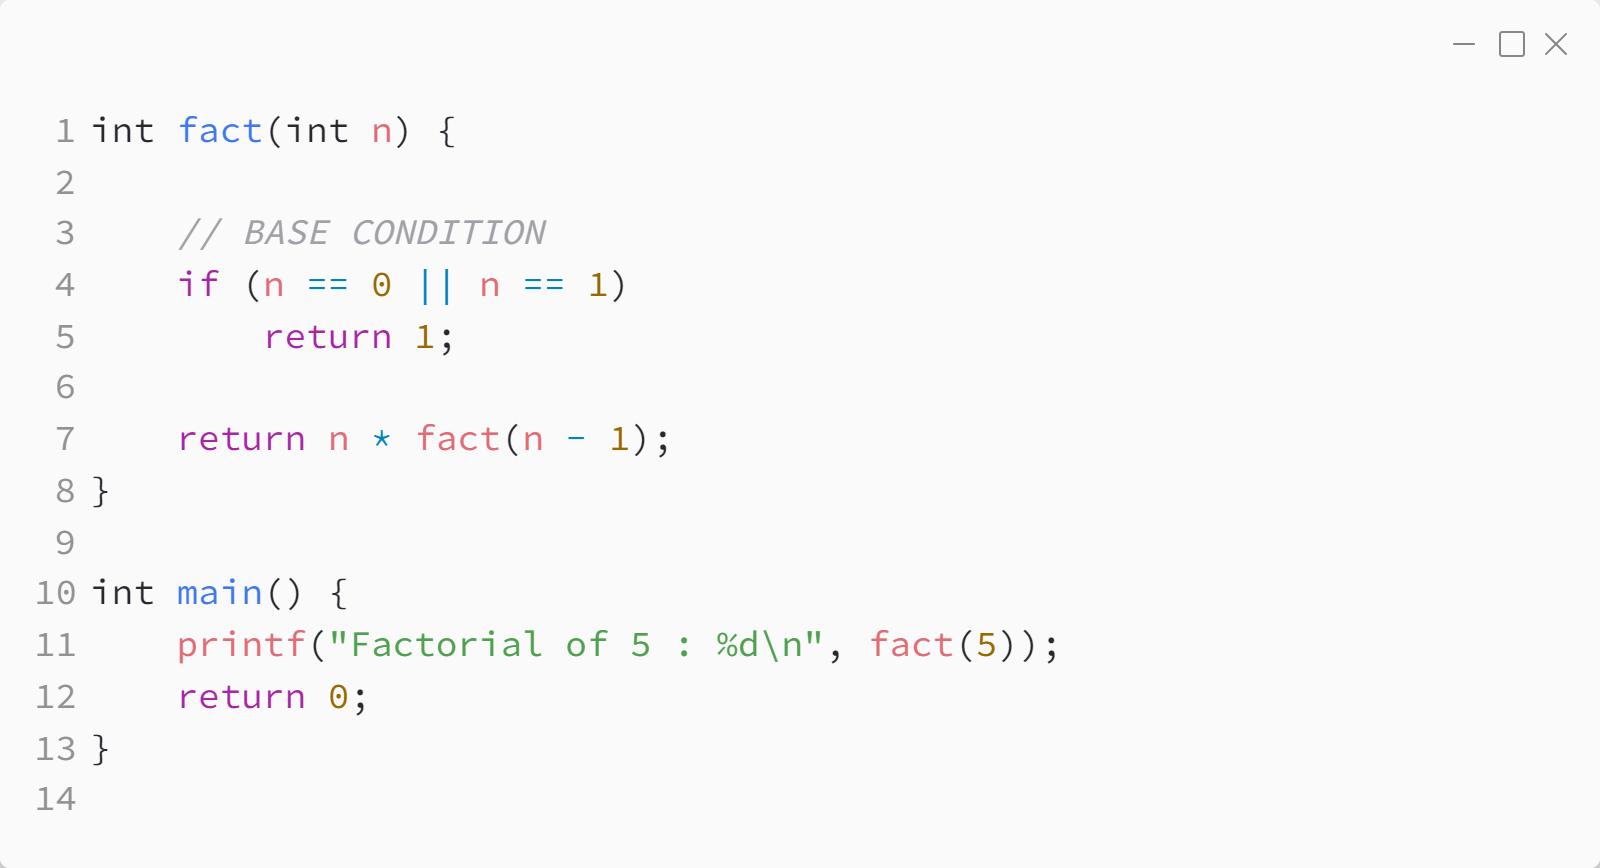 1 int fact(int n) {
2
3     // BASE CONDITION
4     if (n == 0 || n == 1)
5         return 1;
6
7     return n * fact(n - 1);
8 }
9
10 int main() {
11     printf("Factorial of 5 : %d\n", fact(5));
12     return 0;
13 }
14